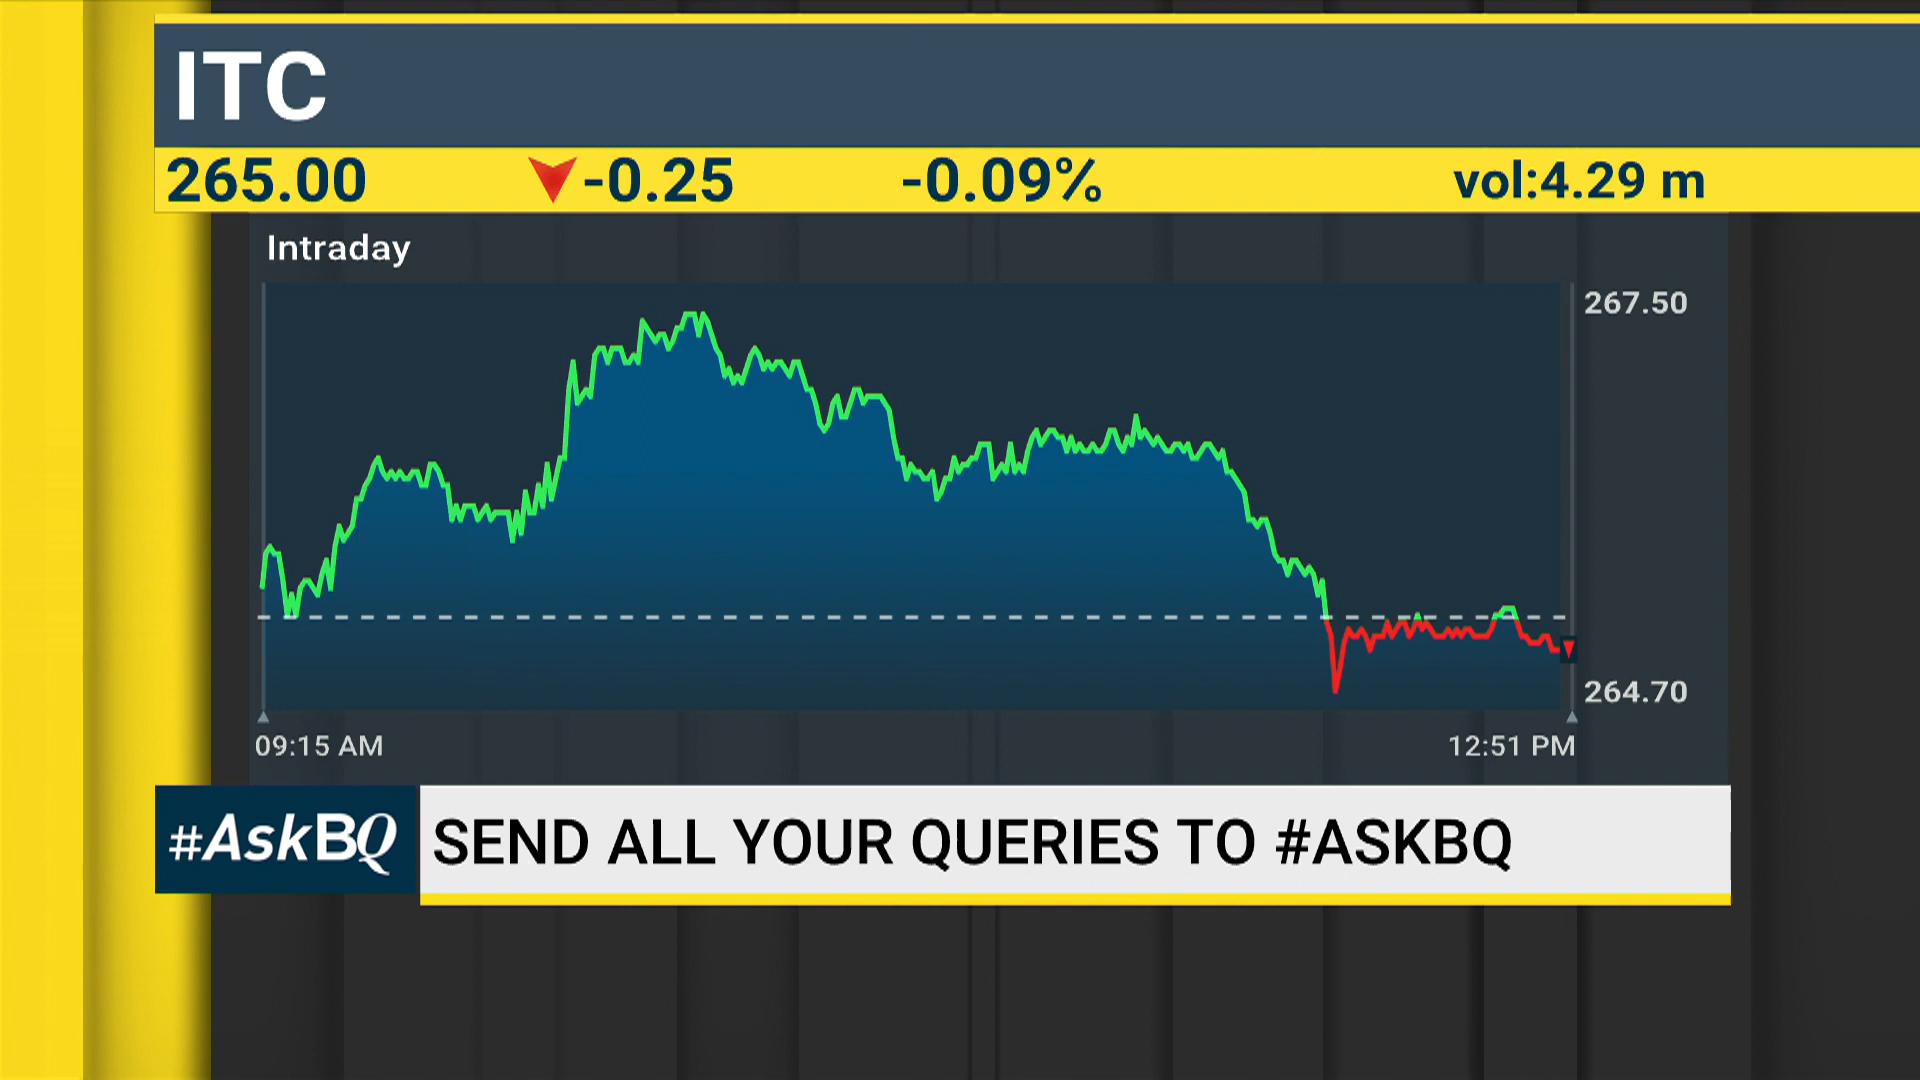 ITC
265.00 -0.25 -0.09% vol:4.29 m
Intraday
267.50
264.70
09:15 AM 12:51 PM
#AskBQ SEND ALL YOUR QUERIES TO #ASKBQ